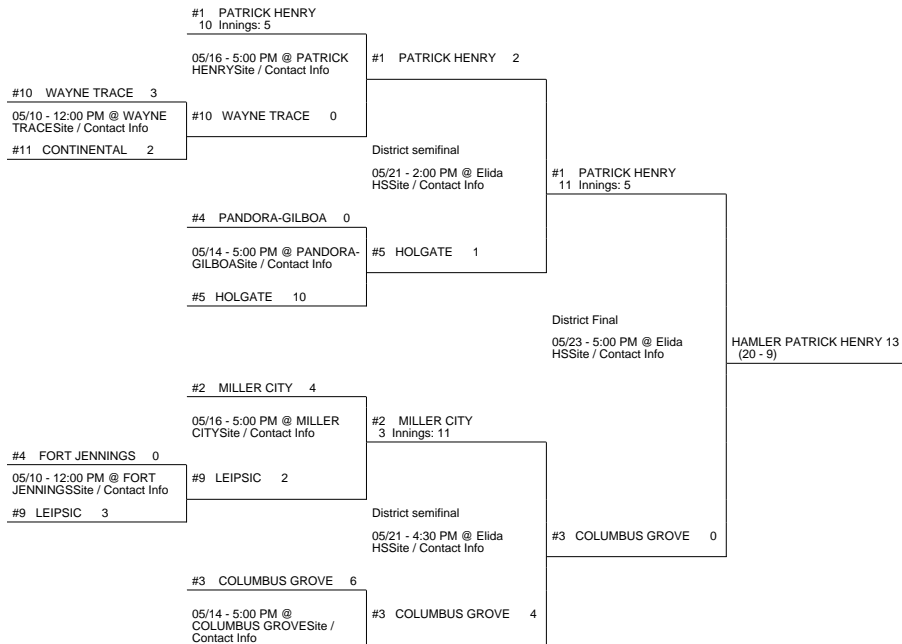 #1 PATRICK HENRY
10 Innings: 5
05/16 - 5:00 PM @ PATRICK
HENRYSite / Contact Info
#1 PATRICK HENRY 2
#10 WAYNE TRACE 3
05/10 - 12:00 PM @ WAYNE
TRACESite / Contact Info
#10 WAYNE TRACE 0
#11 CONTINENTAL 2
District semifinal
05/21 - 2:00 PM @ Elida
HSSite / Contact Info
#1 PATRICK HENRY
11 Innings: 5
#4 PANDORA-GILBOA 0
05/14 - 5:00 PM @ PANDORA-
GILBOASite / Contact Info
#5 HOLGATE 1
#5 HOLGATE 10
District Final
05/23 - 5:00 PM @ Elida
HSSite / Contact Info
HAMLER PATRICK HENRY 13
(20 - 9)
#2 MILLER CITY 4
05/16 - 5:00 PM @ MILLER
CITYSite / Contact Info
#2 MILLER CITY
3 Innings: 11
#4 FORT JENNINGS 0
05/10 - 12:00 PM @ FORT
JENNINGSSite / Contact Info
#9 LEIPSIC 2
#9 LEIPSIC 3
District semifinal
05/21 - 4:30 PM @ Elida
HSSite / Contact Info
#3 COLUMBUS GROVE 0
#3 COLUMBUS GROVE 6
05/14 - 5:00 PM @
COLUMBUS GROVESite /
Contact Info
#3 COLUMBUS GROVE 4